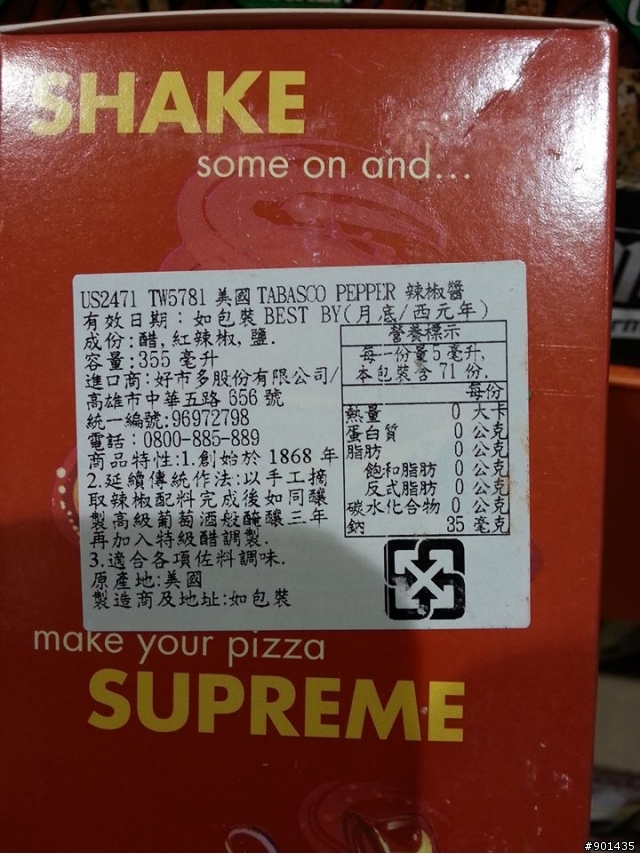 SHAKE
some on and...
US2471 TW5781 美國 TABASCO PEPPER 辣椒醬
有效日期：如包裝 BEST BY(月底/西元年)
成份:醋,紅辣椒,鹽.
容量:355 毫升
進口商:好市多股份有限公司/
高雄市中華五路 656 號
統一編號:96972798
電話：0800-885-889
商品特性:1.創始於 1868 年
2.延續傳統作法:以手工摘
取辣椒配料完成後如同釀
製高級葡萄酒般醃釀三年
再加入特級醋調製.
3.適合各項佐料調味.
原產地:美國
製造商及地址:如包裝
營養標示
每一份量5 毫升,
本包裝含 71 份.
每份
熱量 0 大卡
蛋白質 0 公克
脂肪 0 公克
飽和脂肪 0 公克
反式脂肪 0 公克
碳水化合物 0 公克
鈉 35 毫克
make your pizza
SUPREME
#901435